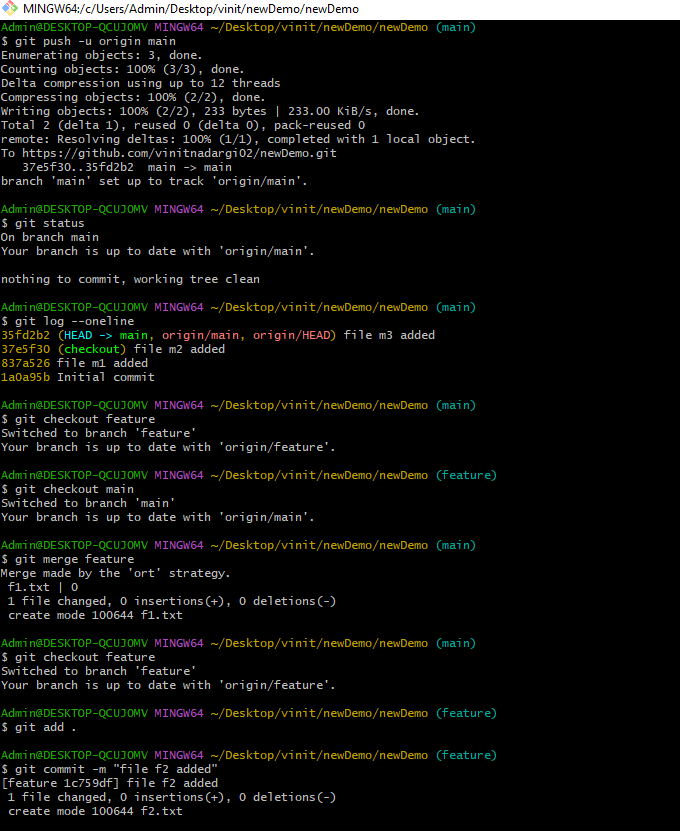 MINGW64:/c/Users/Admin/Desktop/vinit/newDemo/newDemo
Admin@DESKTOP-QCUJ0MV MINGW64 ~/Desktop/vinit/newDemo/newDemo (main)
$ git push -u origin main
Enumerating objects: 3, done.
Counting objects: 100% (3/3), done.
Delta compression using up to 12 threads
Compressing objects: 100% (2/2), done.
Writing objects: 100% (2/2), 233 bytes | 233.00 KiB/s, done.
Total 2 (delta 1), reused 0 (delta 0), pack-reused 0
remote: Resolving deltas: 100% (1/1), completed with 1 local object.
To https://github.com/vinitnadargi02/newDemo.git
   37e5f30..35fd2b2  main -> main
branch 'main' set up to track 'origin/main'.
Admin@DESKTOP-QCUJ0MV MINGW64 ~/Desktop/vinit/newDemo/newDemo (main)
$ git status
On branch main
Your branch is up to date with 'origin/main'.
nothing to commit, working tree clean
Admin@DESKTOP-QCUJ0MV MINGW64 ~/Desktop/vinit/newDemo/newDemo (main)
$ git log --oneline
35fd2b2 (HEAD -> main, origin/main, origin/HEAD) file m3 added
37e5f30 (checkout) file m2 added
837a526 file m1 added
1a0a95b Initial commit
Admin@DESKTOP-QCUJ0MV MINGW64 ~/Desktop/vinit/newDemo/newDemo (main)
$ git checkout feature
Switched to branch 'feature'
Your branch is up to date with 'origin/feature'.
Admin@DESKTOP-QCUJ0MV MINGW64 ~/Desktop/vinit/newDemo/newDemo (feature)
$ git checkout main
Switched to branch 'main'
Your branch is up to date with 'origin/main'.
Admin@DESKTOP-QCUJ0MV MINGW64 ~/Desktop/vinit/newDemo/newDemo (main)
$ git merge feature
Merge made by the 'ort' strategy.
 f1.txt | 0
 1 file changed, 0 insertions(+), 0 deletions(-)
 create mode 100644 f1.txt
Admin@DESKTOP-QCUJ0MV MINGW64 ~/Desktop/vinit/newDemo/newDemo (main)
$ git checkout feature
Switched to branch 'feature'
Your branch is up to date with 'origin/feature'.
Admin@DESKTOP-QCUJ0MV MINGW64 ~/Desktop/vinit/newDemo/newDemo (feature)
$ git add .
Admin@DESKTOP-QCUJ0MV MINGW64 ~/Desktop/vinit/newDemo/newDemo (feature)
$ git commit -m "file f2 added"
[feature 1c759df] file f2 added
 1 file changed, 0 insertions(+), 0 deletions(-)
 create mode 100644 f2.txt